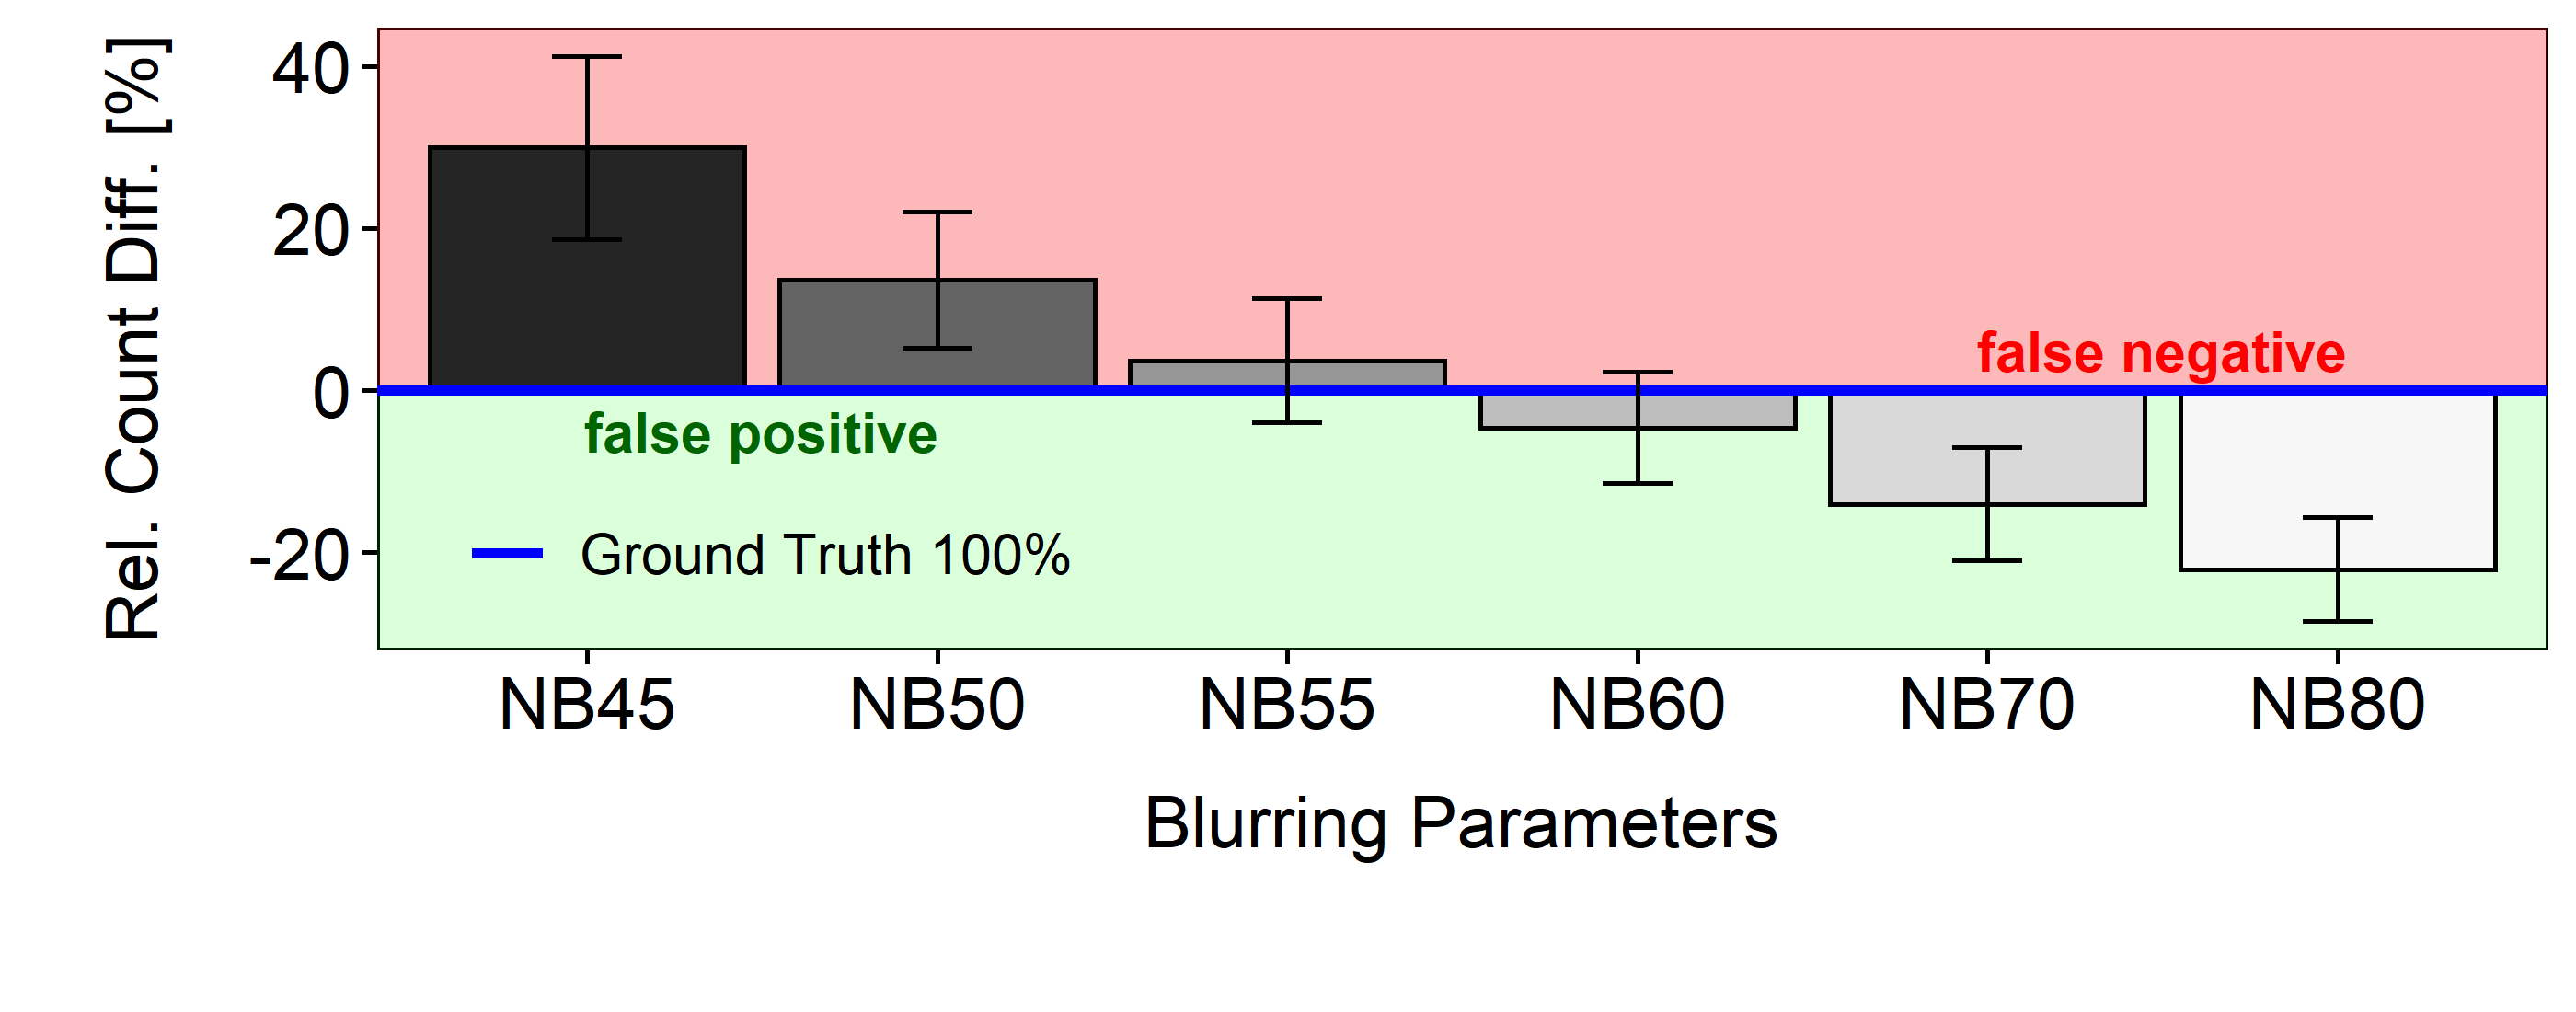 Rel. Count Diff. [%]
40
20
0
-20
false negative
false positive
Ground Truth 100%
NB45 NB50 NB55 NB60 NB70 NB80
Blurring Parameters